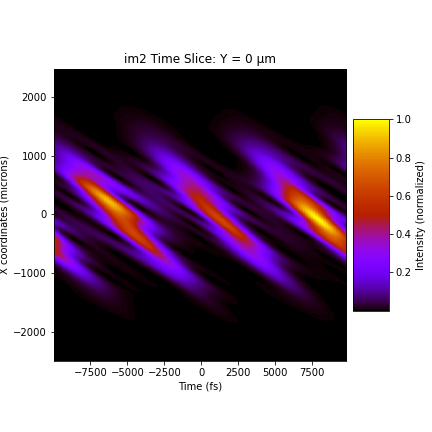 im2 Time Slice: Y = 0 μm
X coordinates (microns)
2000
1000
0
−1000
−2000
−7500 −5000 −2500 0 2500 5000 7500
Time (fs)
1.0
0.8
0.6
0.4
0.2
Intensity (normalized)